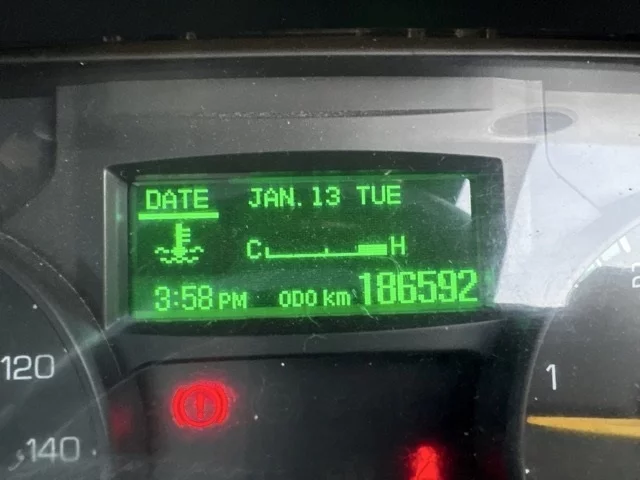 DATE JAN. 13 TUE
C H
3:58 PM ODO km 186592
120
140
1